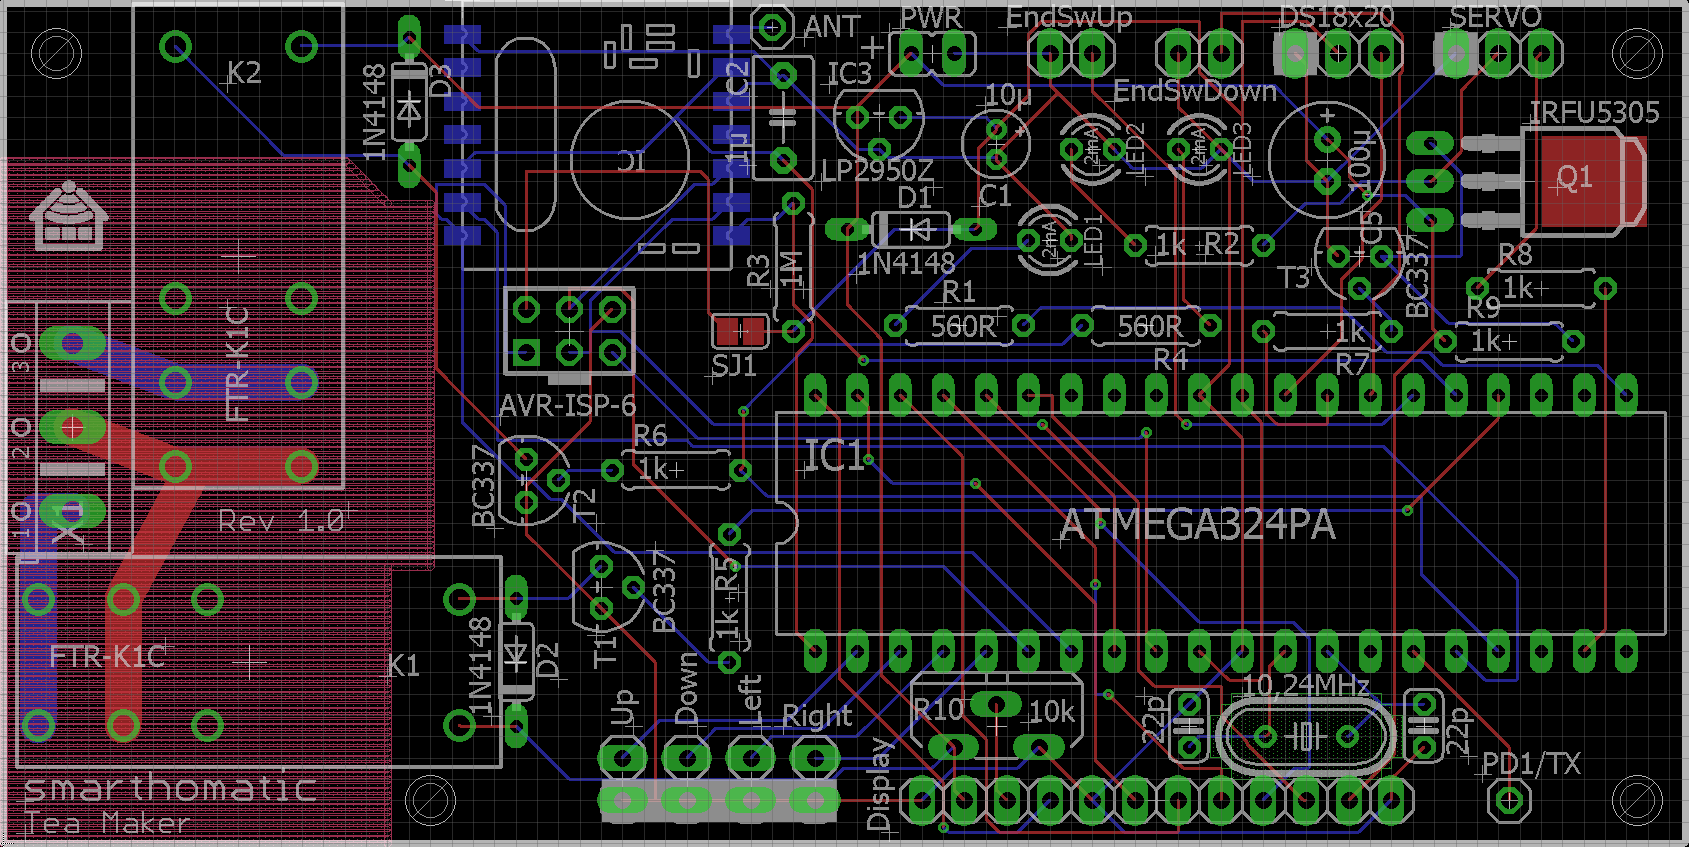 ANT
PWR
EndSwUp
DS18x20
SERVO
K2
1N4148
D3
C2
1µ
+
IC3
10µ
+
EndSwDown
+
IRFU5305
2mA
LED2
2mA
LED3
100µ
LP2950Z
D1
C1
Q1
2mA
LED1
1k
R2
C5
T3
BC337
R8
1k
R3
1M
1N4148
R1
560R
560R
R4
1k
R7
R9
1k
SJ1
FTR-K1C
3
2
1
X1
AVR-ISP-6
R6
1k
BC337
T2
IC1
ATMEGA324PA
Rev 1.0
R5
1k
BC337
T1
FTR-K1C
K1
1N4148
D2
Up
Down
Left
Right
R10
10k
22p
10,24MHz
22p
Display
PD1/TX
smarthomatic
Tea Maker